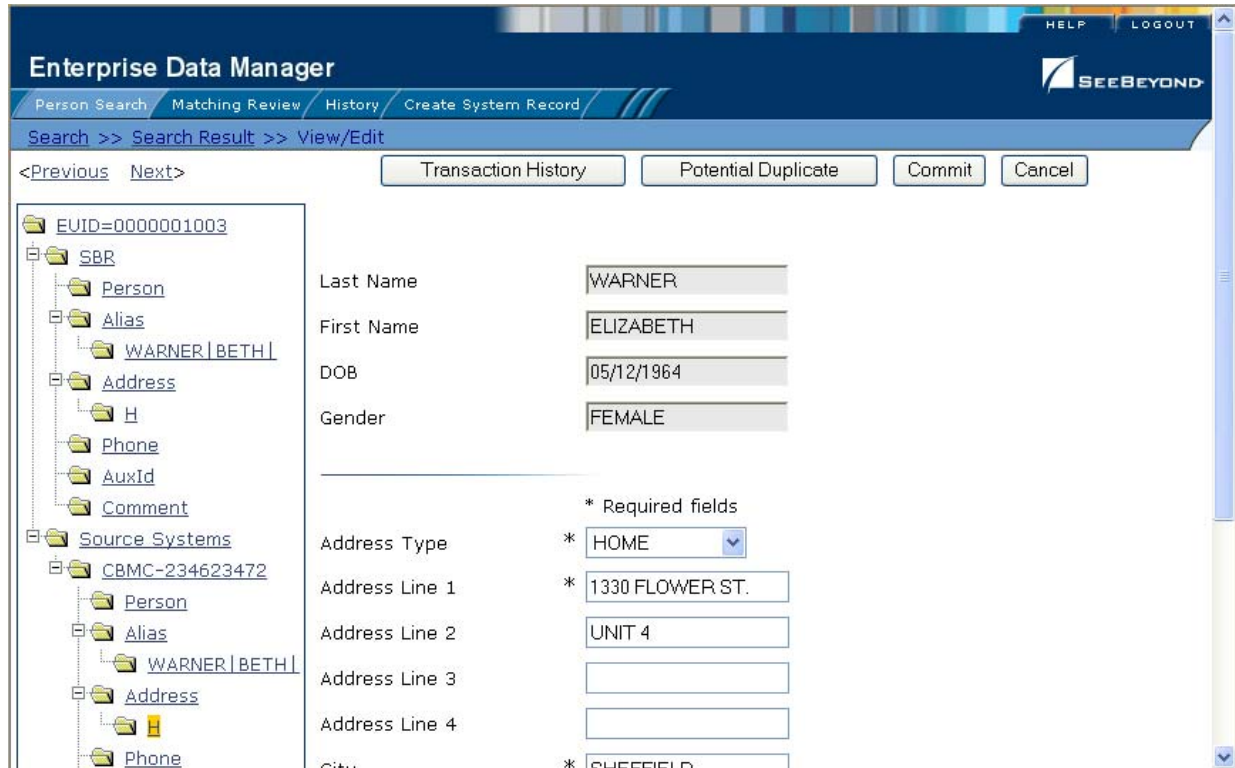 HELP LOGOUT
Enterprise Data Manager
SEEBEYOND
Person Search Matching Review History Create System Record
Search >> Search Result >> View/Edit
<Previous Next>
Transaction History
Potential Duplicate
Commit
Cancel
EUID=0000001003
SBR
Person
Alias
WARNER|BETH|
Address
H
Phone
AuxId
Comment
Source Systems
CBMC-234623472
Person
Alias
WARNER|BETH|
Address
H
Phone
Last Name WARNER
First Name ELIZABETH
DOB 05/12/1964
Gender FEMALE
* Required fields
Address Type * HOME
Address Line 1 * 1330 FLOWER ST.
Address Line 2 UNIT 4
Address Line 3
Address Line 4
City * SHEFFIELD